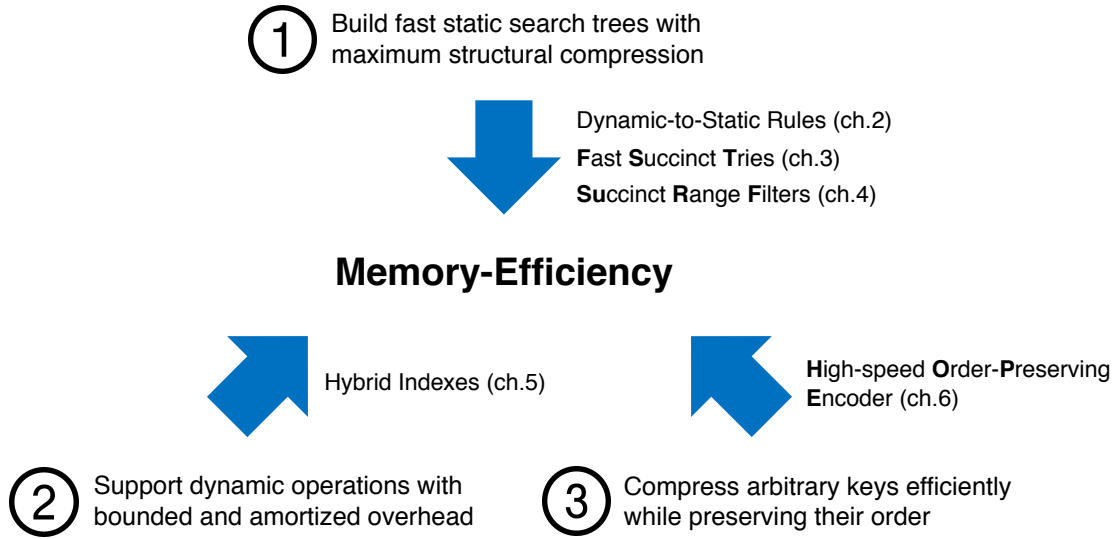 1 Build fast static search trees with
maximum structural compression
Dynamic-to-Static Rules (ch.2)
Fast Succinct Tries (ch.3)
Succinct Range Filters (ch.4)
Memory-Efficiency
Hybrid Indexes (ch.5)
High-speed Order-Preserving
Encoder (ch.6)
2 Support dynamic operations with
bounded and amortized overhead
3 Compress arbitrary keys efficiently
while preserving their order